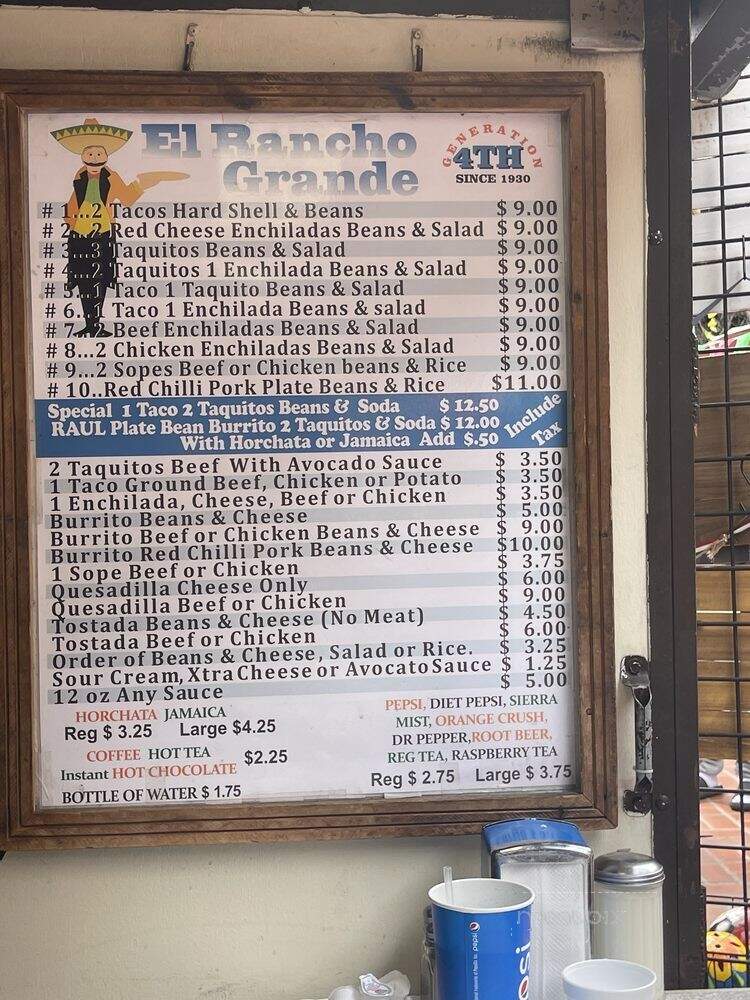 El Rancho
Grande
GENERATION
4TH
SINCE 1930
# 1...2 Tacos Hard Shell & Beans $ 9.00
# 2...2 Red Cheese Enchiladas Beans & Salad $ 9.00
# 3...3 Taquitos Beans & Salad $ 9.00
# 4...2 Taquitos 1 Enchilada Beans & Salad $ 9.00
# 5...1 Taco 1 Taquito Beans & Salad $ 9.00
# 6...1 Taco 1 Enchilada Beans & salad $ 9.00
# 7...2 Beef Enchiladas Beans & Salad $ 9.00
# 8...2 Chicken Enchiladas Beans & Salad $ 9.00
# 9...2 Sopes Beef or Chicken beans & Rice $ 9.00
# 10..Red Chilli Pork Plate Beans & Rice $11.00
Special 1 Taco 2 Taquitos Beans & Soda $ 12.50
RAUL Plate Bean Burrito 2 Taquitos & Soda $ 12.00
With Horchata or Jamaica Add $.50
Include
Tax
2 Taquitos Beef With Avocado Sauce $ 3.50
1 Taco Ground Beef, Chicken or Potato $ 3.50
1 Enchilada, Cheese, Beef or Chicken $ 3.50
Burrito Beans & Cheese $ 5.00
Burrito Beef or Chicken Beans & Cheese $ 9.00
Burrito Red Chilli Pork Beans & Cheese $10.00
1 Sope Beef or Chicken $ 3.75
Quesadilla Cheese Only $ 6.00
Quesadilla Beef or Chicken $ 9.00
Tostada Beans & Cheese (No Meat) $ 4.50
Tostada Beef or Chicken $ 6.00
Order of Beans & Cheese, Salad or Rice. $ 3.25
Sour Cream, Xtra Cheese or Avocato Sauce $ 1.25
12 oz Any Sauce $ 5.00
HORCHATA JAMAICA
Reg $ 3.25 Large $4.25
COFFEE HOT TEA
Instant HOT CHOCOLATE
$2.25
BOTTLE OF WATER $ 1.75
PEPSI, DIET PEPSI, SIERRA
MIST, ORANGE CRUSH,
DR PEPPER,ROOT BEER,
REG TEA, RASPBERRY TEA
Reg $ 2.75 Large $ 3.75
pepsi